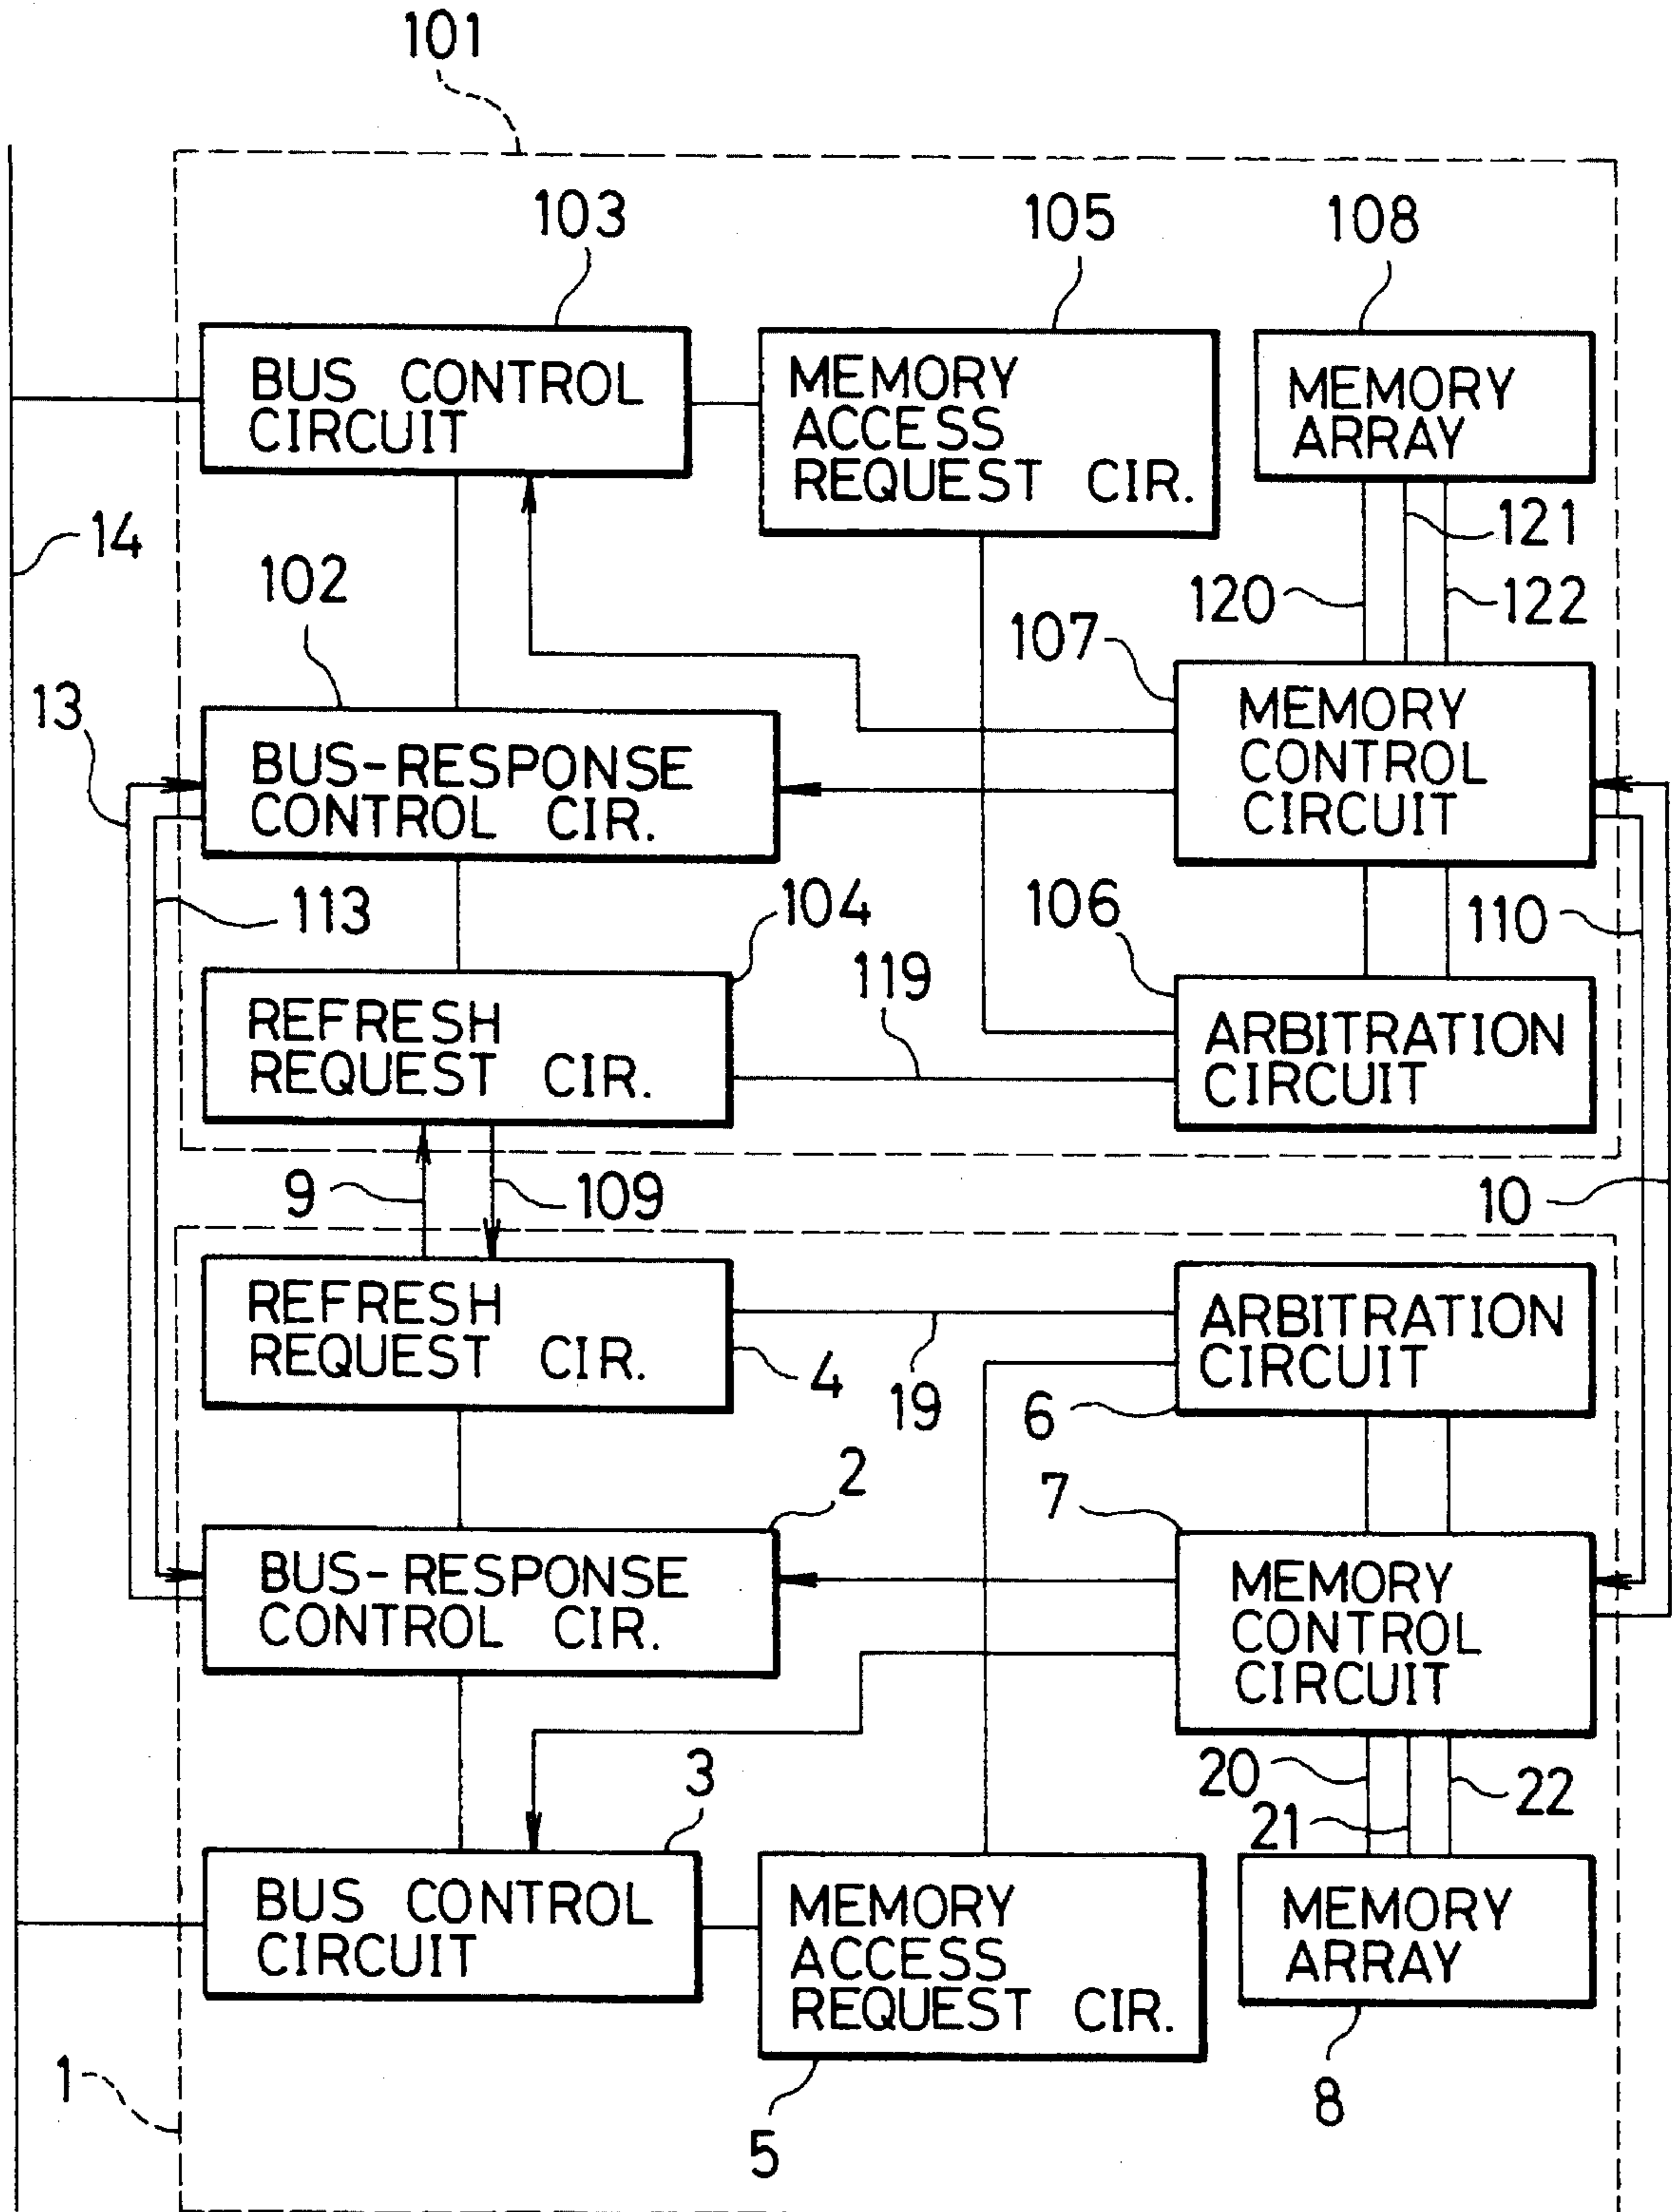 101
103
105
108
BUS CONTROL
CIRCUIT
MEMORY
ACCESS
REQUEST CIR.
MEMORY
ARRAY
14
102
120
121
122
107
13
BUS-RESPONSE
CONTROL CIR.
MEMORY
CONTROL
CIRCUIT
113
104
119
106
110
REFRESH
REQUEST CIR.
ARBITRATION
CIRCUIT
9
109
10
REFRESH
REQUEST CIR.
4
19
ARBITRATION
CIRCUIT
6
2
7
BUS-RESPONSE
CONTROL CIR.
MEMORY
CONTROL
CIRCUIT
3
20
21
22
BUS CONTROL
CIRCUIT
MEMORY
ACCESS
REQUEST CIR.
MEMORY
ARRAY
1
5
8